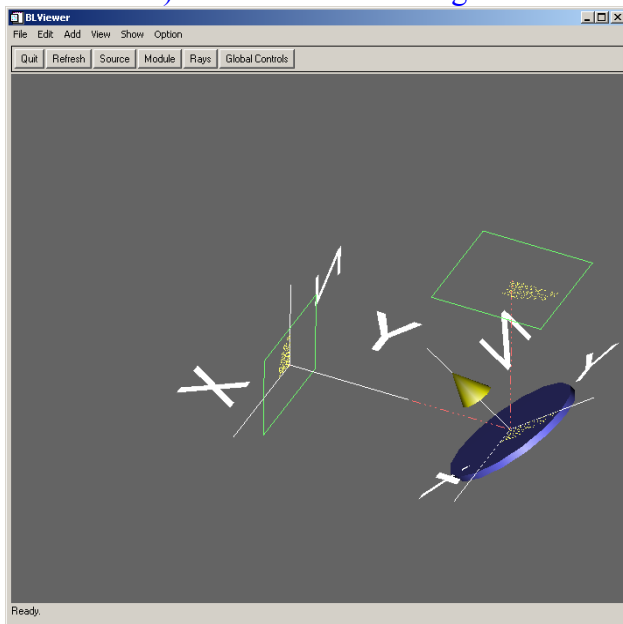 BLViewer
File Edit Add View Show Option
Quit Refresh Source Module Rays Global Controls
Z
Y
Z
y
X
x
Ready.